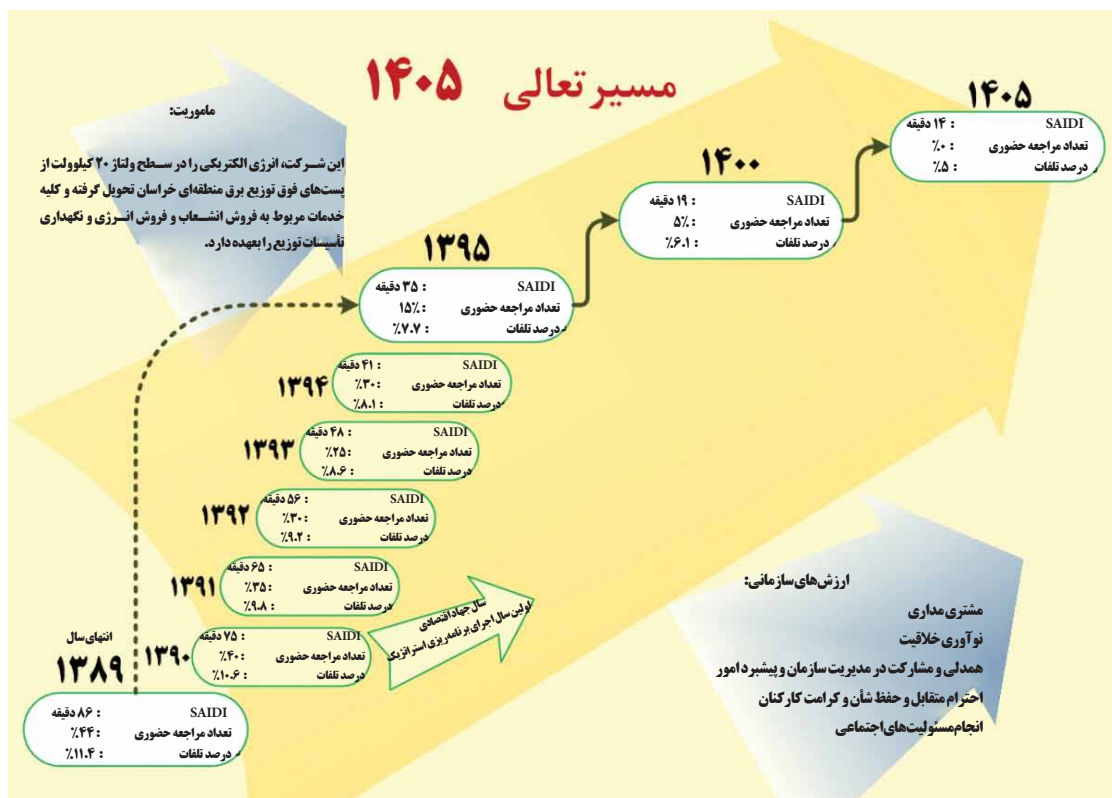 مسیر تعالی ۱۴۰۵
ماموریت:
این شرکت، انرژی الکتریکی را در سطح ولتاژ ۲۰ کیلوولت از
پست‌های فوق توزیع برق منطقه‌ای خراسان تحویل گرفته و کلیه
خدمات مربوط به فروش انشعاب و فروش انرژی و نگهداری
تأسیسات توزیع را بعهده دارد.
۱۴۰۵
SAIDI : ۱۴ دقیقه
تعداد مراجعه حضوری : ۰٪
درصد تلفات : ۵٪
۱۴۰۰
SAIDI : ۱۹ دقیقه
تعداد مراجعه حضوری : ۵٪
درصد تلفات : ۶.۱٪
۱۳۹۵
SAIDI : ۳۵ دقیقه
تعداد مراجعه حضوری : ۱۵٪
درصد تلفات : ۷.۷٪
۱۳۹۴
SAIDI : ۴۱ دقیقه
تعداد مراجعه حضوری : ۳۰٪
درصد تلفات : ۸.۱٪
۱۳۹۳
SAIDI : ۴۸ دقیقه
تعداد مراجعه حضوری : ۲۵٪
درصد تلفات : ۸.۶٪
۱۳۹۲
SAIDI : ۵۶ دقیقه
تعداد مراجعه حضوری : ۳۰٪
درصد تلفات : ۹.۲٪
۱۳۹۱
SAIDI : ۶۵ دقیقه
تعداد مراجعه حضوری : ۳۵٪
درصد تلفات : ۹.۸٪
۱۳۹۰
SAIDI : ۷۵ دقیقه
تعداد مراجعه حضوری : ۴۰٪
درصد تلفات : ۱۰.۶٪
سال جهاد اقتصادی
اولین سال اجرای برنامه ریزی استراتژیک
انتهای سال
۱۳۸۹
SAIDI : ۸۶ دقیقه
تعداد مراجعه حضوری : ۴۴٪
درصد تلفات : ۱۱.۴٪
ارزش‌های سازمانی:
مشتری مداری
نوآوری خلاقیت
همدلی و مشارکت در مدیریت سازمان و پیشبرد امور
احترام متقابل و حفظ شأن و کرامت کارکنان
انجام مسئولیت‌های اجتماعی